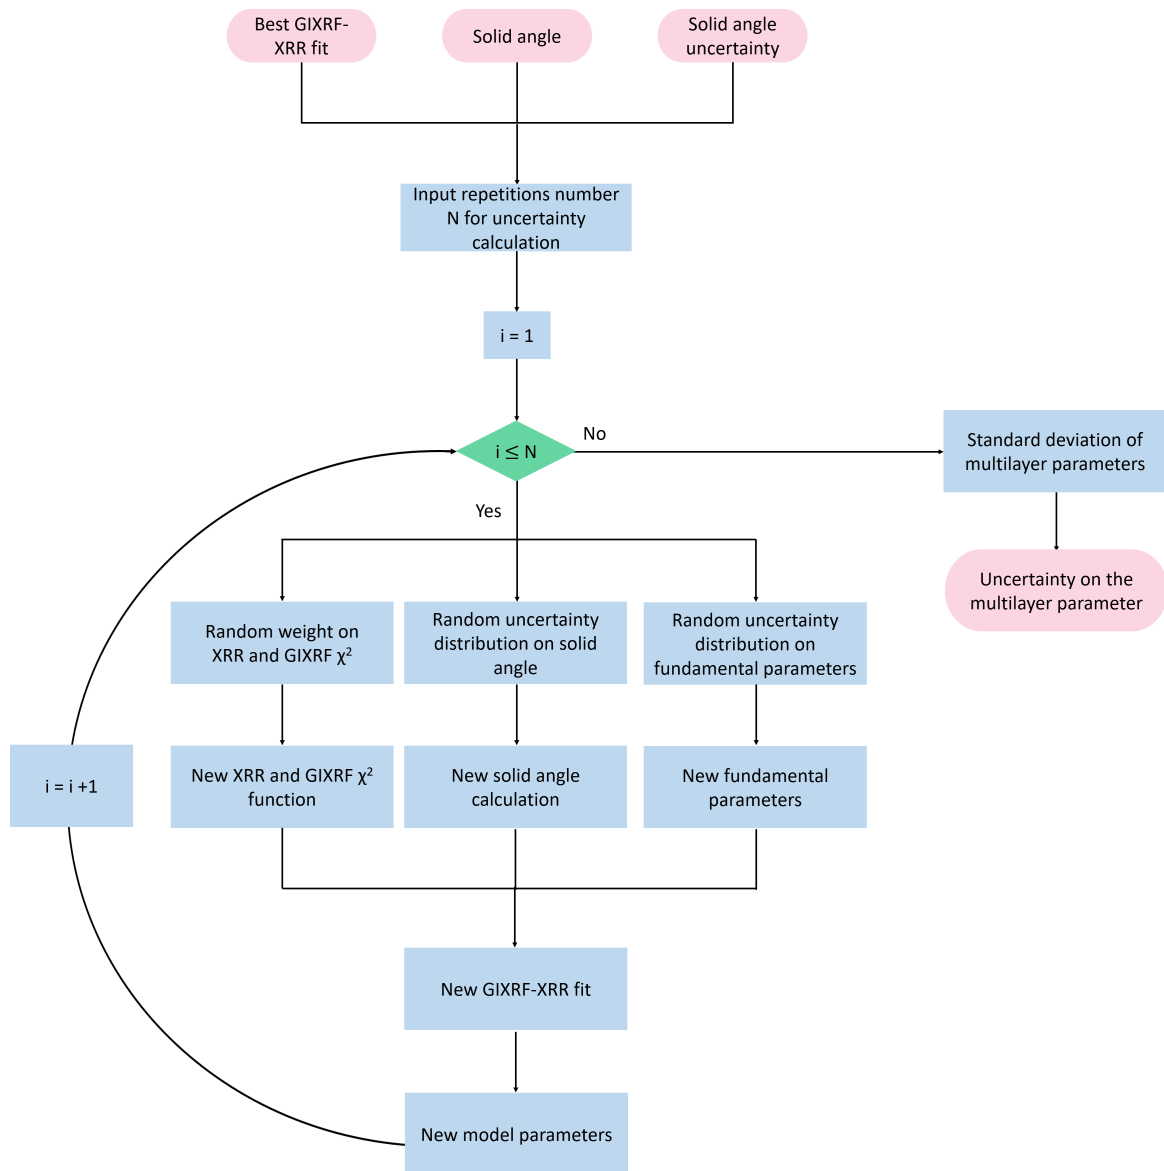 Best GIXRF-
XRR fit
Solid angle
Solid angle
uncertainty
Input repetitions number
N for uncertainty
calculation
i = 1
i ≤ N
No
Yes
Standard deviation of
multilayer parameters
Uncertainty on the
multilayer parameter
Random weight on
XRR and GIXRF χ²
Random uncertainty
distribution on solid
angle
Random uncertainty
distribution on
fundamental parameters
i = i +1
New XRR and GIXRF χ²
function
New solid angle
calculation
New fundamental
parameters
New GIXRF-XRR fit
New model parameters